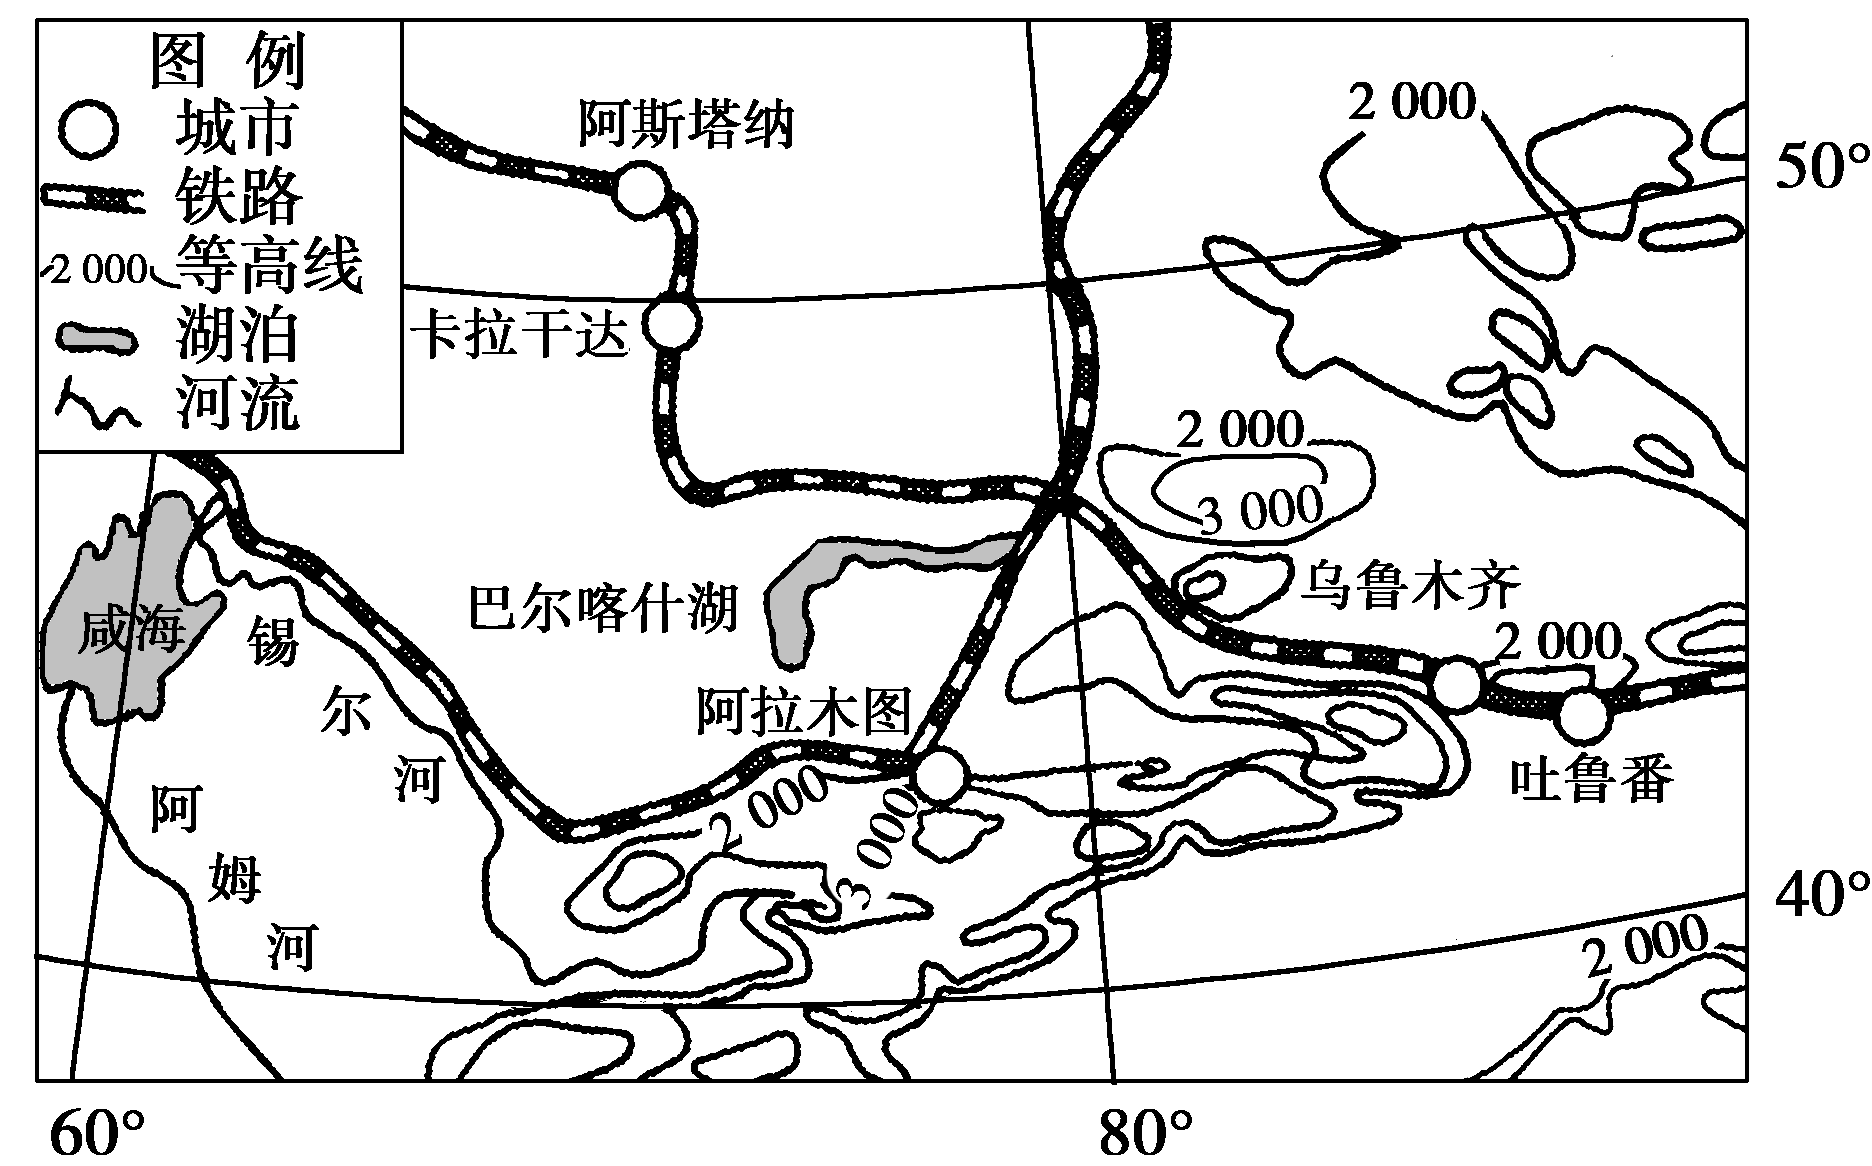 图 例
城市
铁路
2 000 等高线
湖泊
河流
阿斯塔纳
2 000
50°
卡拉干达
2 000
3 000
乌鲁木齐
巴尔喀什湖
咸海
锡
尔
河
2 000
阿拉木图
吐鲁番
2 000
3 000
阿
姆
河
40°
2 000
60°
80°